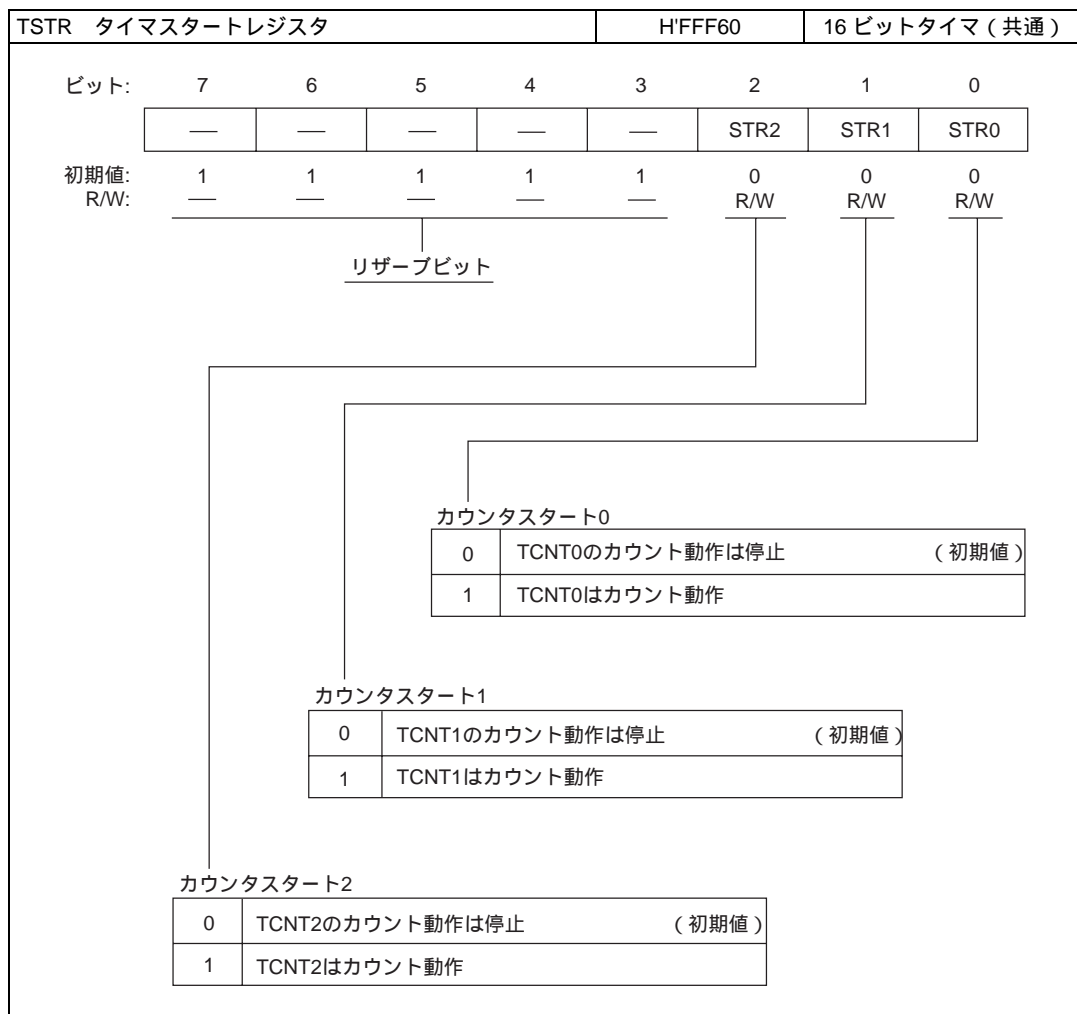 TSTR タイマスタートレジスタ H'FFF60 16 ビットタイマ(共通)
ビット: 7 6 5 4 3 2 1 0
— — — — — STR2 STR1 STR0
初期値: 1 1 1 1 1 0 0 0
R/W: — — — — — R/W R/W R/W
リザーブビット
カウンタスタート0
0 TCNT0のカウント動作は停止 (初期値)
1 TCNT0はカウント動作
カウンタスタート1
0 TCNT1のカウント動作は停止 (初期値)
1 TCNT1はカウント動作
カウンタスタート2
0 TCNT2のカウント動作は停止 (初期値)
1 TCNT2はカウント動作